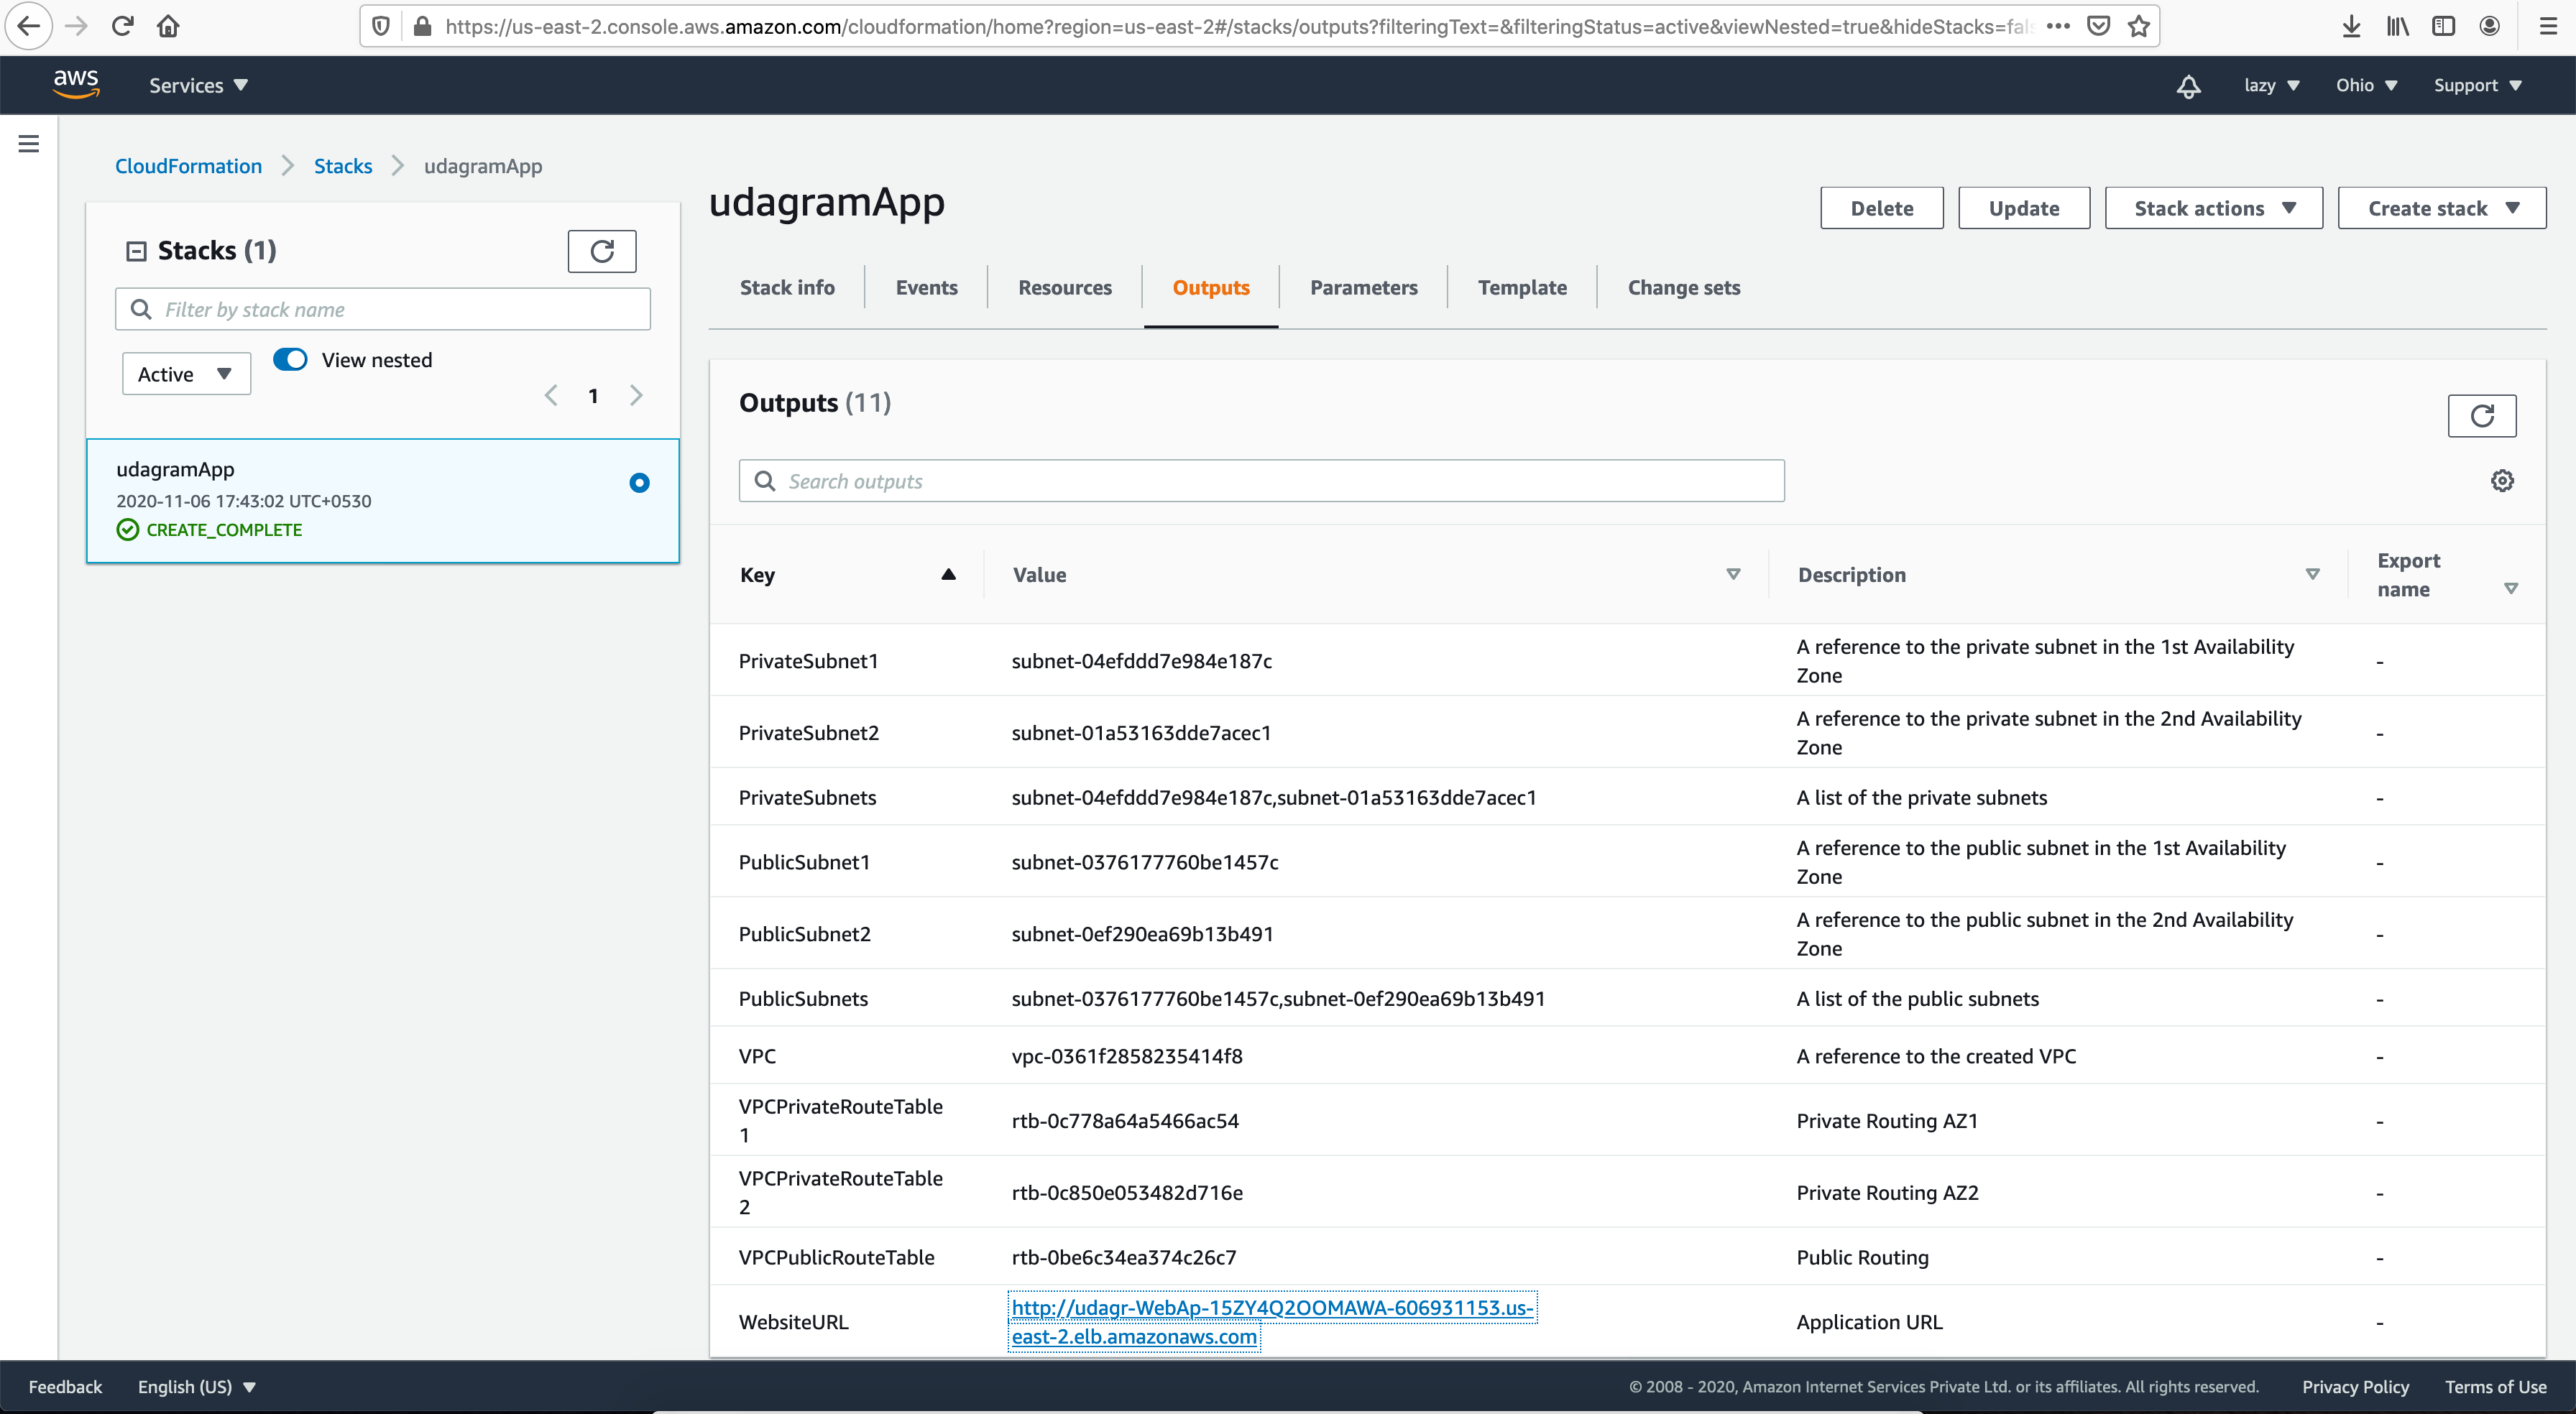 https://us-east-2.console.aws.amazon.com/cloudformation/home?region=us-east-2#/stacks/outputs?filteringText=&filteringStatus=active&viewNested=true&hideStacks=fal
aws
Services
lazy
Ohio
Support
CloudFormation
Stacks
udagramApp
Stacks (1)
Filter by stack name
Active
View nested
1
udagramApp
2020-11-06 17:43:02 UTC+0530
CREATE_COMPLETE
udagramApp
Delete
Update
Stack actions
Create stack
Stack info
Events
Resources
Outputs
Parameters
Template
Change sets
Outputs (11)
Search outputs
Key
Value
Description
Export
name
PrivateSubnet1
subnet-04efddd7e984e187c
A reference to the private subnet in the 1st Availability
Zone
-
PrivateSubnet2
subnet-01a53163dde7acec1
A reference to the private subnet in the 2nd Availability
Zone
-
PrivateSubnets
subnet-04efddd7e984e187c,subnet-01a53163dde7acec1
A list of the private subnets
-
PublicSubnet1
subnet-0376177760be1457c
A reference to the public subnet in the 1st Availability
Zone
-
PublicSubnet2
subnet-0ef290ea69b13b491
A reference to the public subnet in the 2nd Availability
Zone
-
PublicSubnets
subnet-0376177760be1457c,subnet-0ef290ea69b13b491
A list of the public subnets
-
VPC
vpc-0361f2858235414f8
A reference to the created VPC
-
VPCPrivateRouteTable
1
rtb-0c778a64a5466ac54
Private Routing AZ1
-
VPCPrivateRouteTable
2
rtb-0c850e053482d716e
Private Routing AZ2
-
VPCPublicRouteTable
rtb-0be6c34ea374c26c7
Public Routing
-
WebsiteURL
http://udagr-WebAp-15ZY4Q2OOMAWA-606931153.us-
east-2.elb.amazonaws.com
Application URL
-
Feedback
English (US)
© 2008 - 2020, Amazon Internet Services Private Ltd. or its affiliates. All rights reserved.
Privacy Policy
Terms of Use